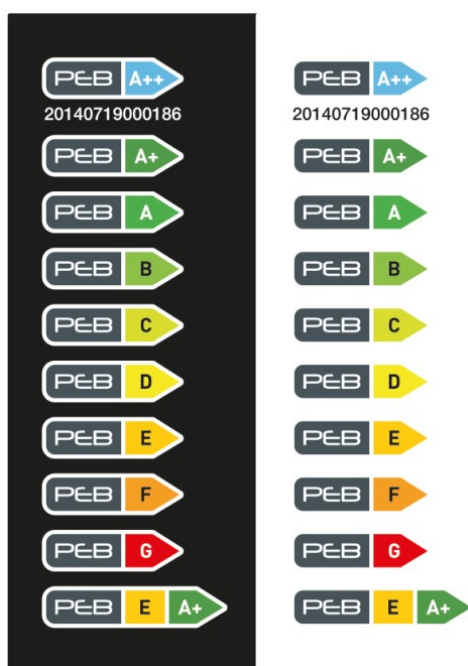 PEB A++ PEB A++
20140719000186 20140719000186
PEB A+ PEB A+
PEB A PEB A
PEB B PEB B
PEB C PEB C
PEB D PEB D
PEB E PEB E
PEB F PEB F
PEB G PEB G
PEB E A+ PEB E A+